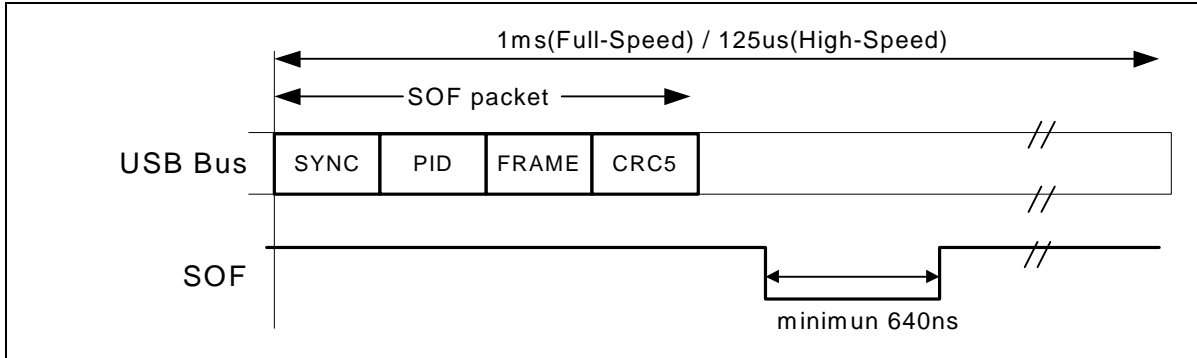 1ms(Full-Speed) / 125us(High-Speed)
SOF packet
USB Bus
SYNC PID FRAME CRC5
SOF
minimun 640ns